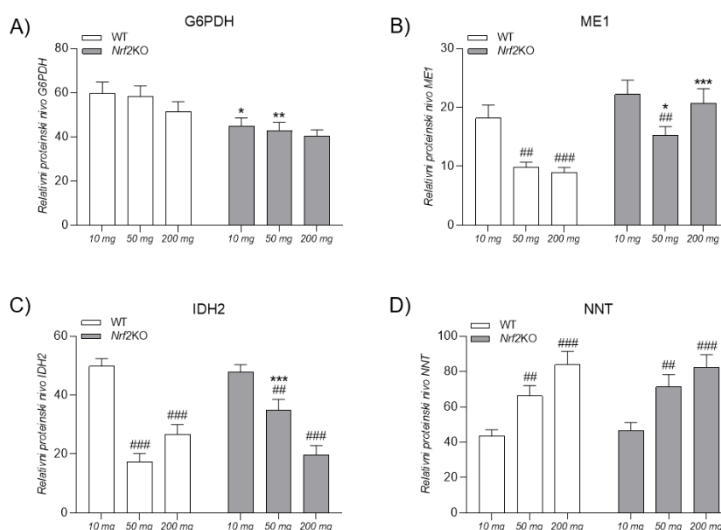 A)
G6PDH
WT
Nrf2KO
Relativni proteinski nivo G6PDH
80
60
40
20
0
* **
10 mg 50 mg 200 mg 10 mg 50 mg 200 mg
B)
ME1
WT
Nrf2KO
Relativni proteinski nivo ME1
30
20
10
0
***
*
## ### ##
10 mg 50 mg 200 mg 10 mg 50 mg 200 mg
C)
IDH2
WT
Nrf2KO
Relativni proteinski nivo IDH2
60
40
20
0
***
##
### ### ###
10 mg 50 mg 200 mg 10 mg 50 mg 200 mg
D)
NNT
WT
Nrf2KO
Relativni proteinski nivo NNT
100
80
60
40
20
0
## ### ## ###
10 mg 50 mg 200 mg 10 mg 50 mg 200 mg